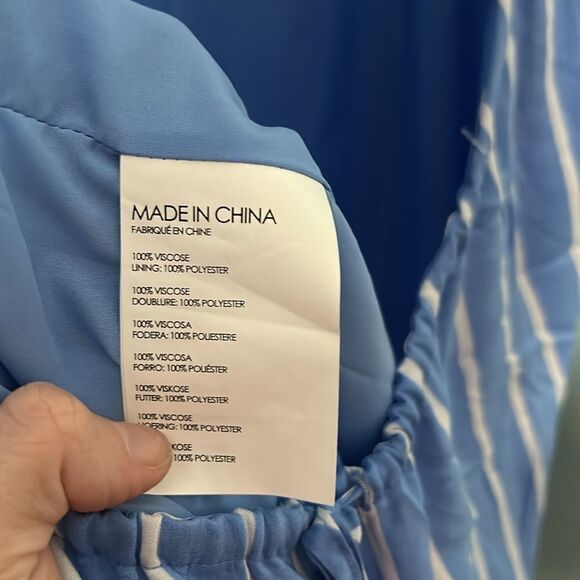 MADE IN CHINA
FABRIQUÉ EN CHINE
100% VISCOSE
LINING: 100% POLYESTER
100% VISCOSE
DOUBLURE: 100% POLYESTER
100% VISCOSA
FODERA: 100% POLIESTERE
100% VISCOSA
FORRO: 100% POLIÉSTER
100% VISKOSE
FUTTER: 100% POLYESTER
100% VISCOSE
VOERING: 100% POLYESTER
100% POLYESTER